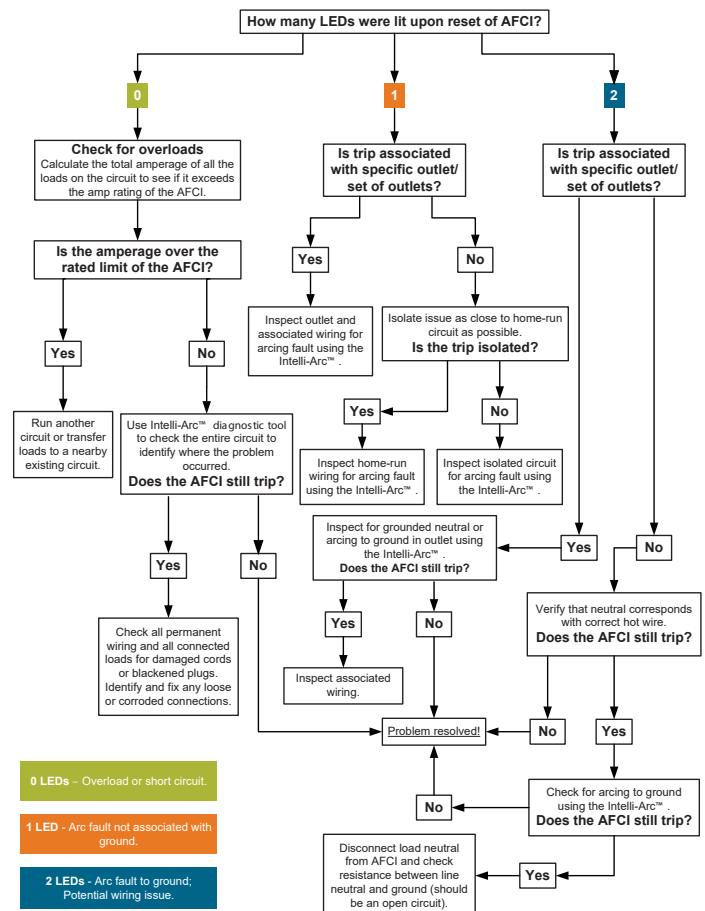 How many LEDs were lit upon reset of AFCI?
0
1
2
Check for overloads
Calculate the total amperage of all the
loads on the circuit to see if it exceeds
the amp rating of the AFCI.
Is trip associated
with specific outlet/
set of outlets?
Is trip associated
with specific outlet/
set of outlets?
Is the amperage over the
rated limit of the AFCI?
Yes
No
Yes
No
Inspect outlet and
associated wiring for
arcing fault using the
Intelli-Arc™ .
Isolate issue as close to home-run
circuit as possible.
Is the trip isolated?
Run another
circuit or transfer
loads to a nearby
existing circuit.
Use Intelli-Arc™ diagnostic tool
to check the entire circuit to
identify where the problem
occurred.
Does the AFCI still trip?
Yes
No
Inspect home-run
wiring for arcing fault
using the Intelli-Arc™ .
Inspect isolated circuit
for arcing fault using
the Intelli-Arc™ .
Inspect for grounded neutral or
arcing to ground in outlet using
the Intelli-Arc™ .
Does the AFCI still trip?
Yes
No
Yes
No
Yes
No
Verify that neutral corresponds
with correct hot wire.
Does the AFCI still trip?
Check all permanent
wiring and all connected
loads for damaged cords
or blackened plugs.
Identify and fix any loose
or corroded connections.
Inspect associated
wiring.
Problem resolved!
No
Yes
0 LEDs – Overload or short circuit.
1 LED - Arc fault not associated with
ground.
2 LEDs - Arc fault to ground;
Potential wiring issue.
Check for arcing to ground
using the Intelli-Arc™ .
Does the AFCI still trip?
No
Yes
Disconnect load neutral
from AFCI and check
resistance between line
neutral and ground (should
be an open circuit).